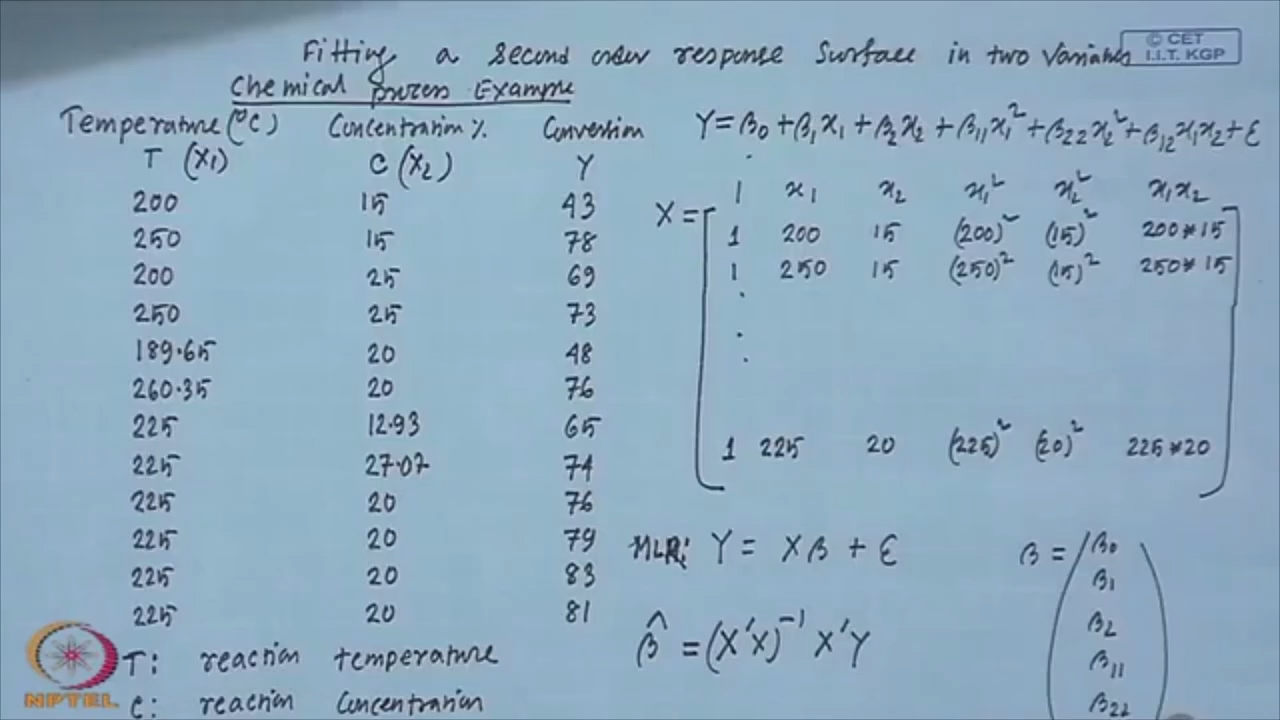 Fitting a second order response surface in two variables
© CET
I.I.T. KGP
Chemical process Example
Temperature (°C) Concentration % Conversion
T (X₁) C (X₂) Y
200 15 43
250 15 78
200 25 69
250 25 73
189.65 20 48
260.35 20 76
225 12.93 65
225 27.07 74
225 20 76
225 20 79
225 20 83
225 20 81
T: reaction temperature
C: reaction concentration
Y = β₀ + β₁x₁ + β₂x₂ + β₁₁x₁² + β₂₂x₂² + β₁₂x₁x₂ + ε
1 x₁ x₂ x₁² x₂² x₁x₂
X = 1 200 15 (200)² (15)² 200*15
1 250 15 (250)² (15)² 250*15
1 225 20 (225)² (20)² 225*20
MLR: Y = Xβ + ε
β̂ = (X'X)⁻¹ X'Y
β = β₀
β₁
β₂
β₁₁
β₂₂
NPTEL